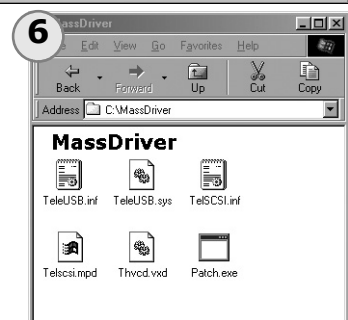 6
MassDriver
Edit View Go Favorites Help
Back Forward Up Cut Copy
Address C:\MassDriver
MassDriver
TeleUSB.inf TeleUSB.sys TelSCSI.inf
Telscsi.mpd Thvcd.vxd Patch.exe